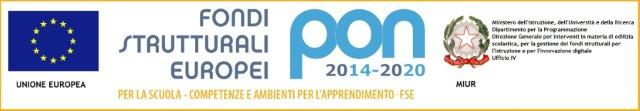 FONDI
STRUTTURALI
EUROPEI
pon
2014-2020
UNIONE EUROPEA
PER LA SCUOLA - COMPETENZE E AMBIENTI PER L'APPRENDIMENTO-FSE
Ministero dell'Istruzione, dell'Università e della Ricerca
Dipartimento per la Programmazione
Direzione Generale per interventi in materia di edilizia
scolastica, per la gestione dei fondi strutturali per
l'istruzione e per l'innovazione digitale
Ufficio IV
MIUR